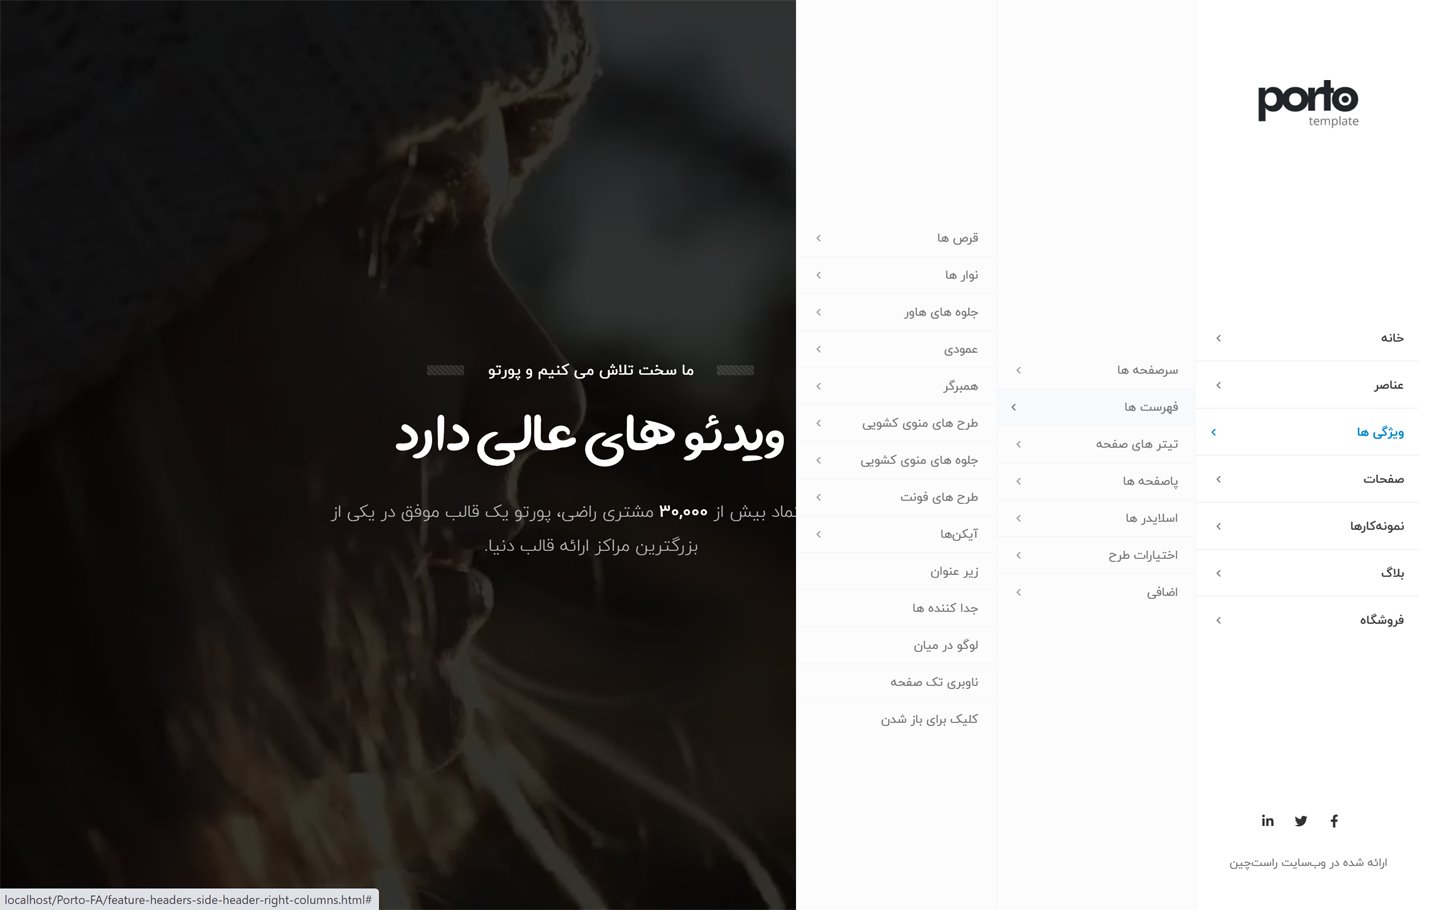 porto
template
خانه
عناصر
ویژگی ها
صفحات
نمونه‌کارها
بلاگ
فروشگاه
ارائه شده در وب‌سایت راست‌چین
سرصفحه ها
فهرست ها
تیتر های صفحه
پاصفحه ها
اسلایدر ها
اختیارات طرح
اضافی
قرص ها
نوار ها
جلوه های هاور
عمودی
همبرگر
طرح های منوی کشویی
جلوه های منوی کشویی
طرح های فونت
آیکن‌ها
زیر عنوان
جدا کننده ها
لوگو در میان
ناوبری تک صفحه
کلیک برای باز شدن
ما سخت تلاش می کنیم و پورتو
ویدئو های عالی دارد
نماد بیش از ۳۰,۰۰۰ مشتری راضی، پورتو یک قالب موفق در یکی از
بزرگترین مراکز ارائه قالب دنیا.
localhost/Porto-FA/feature-headers-side-header-right-columns.html#